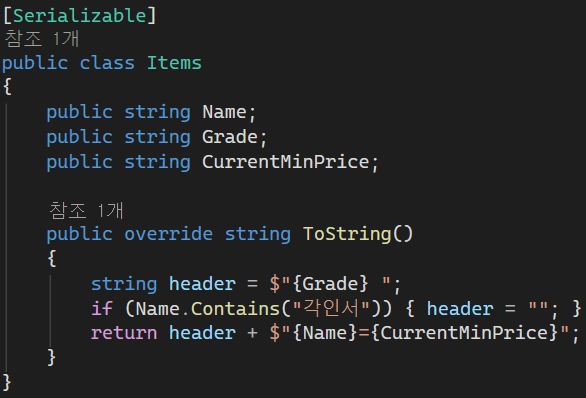 [Serializable]
참조 1개
public class Items
{
public string Name;
public string Grade;
public string CurrentMinPrice;
참조 1개
public override string ToString()
{
string header = $"{Grade} ";
if (Name.Contains("각인서")) { header = ""; }
return header + $"{Name}={CurrentMinPrice}";
}
}